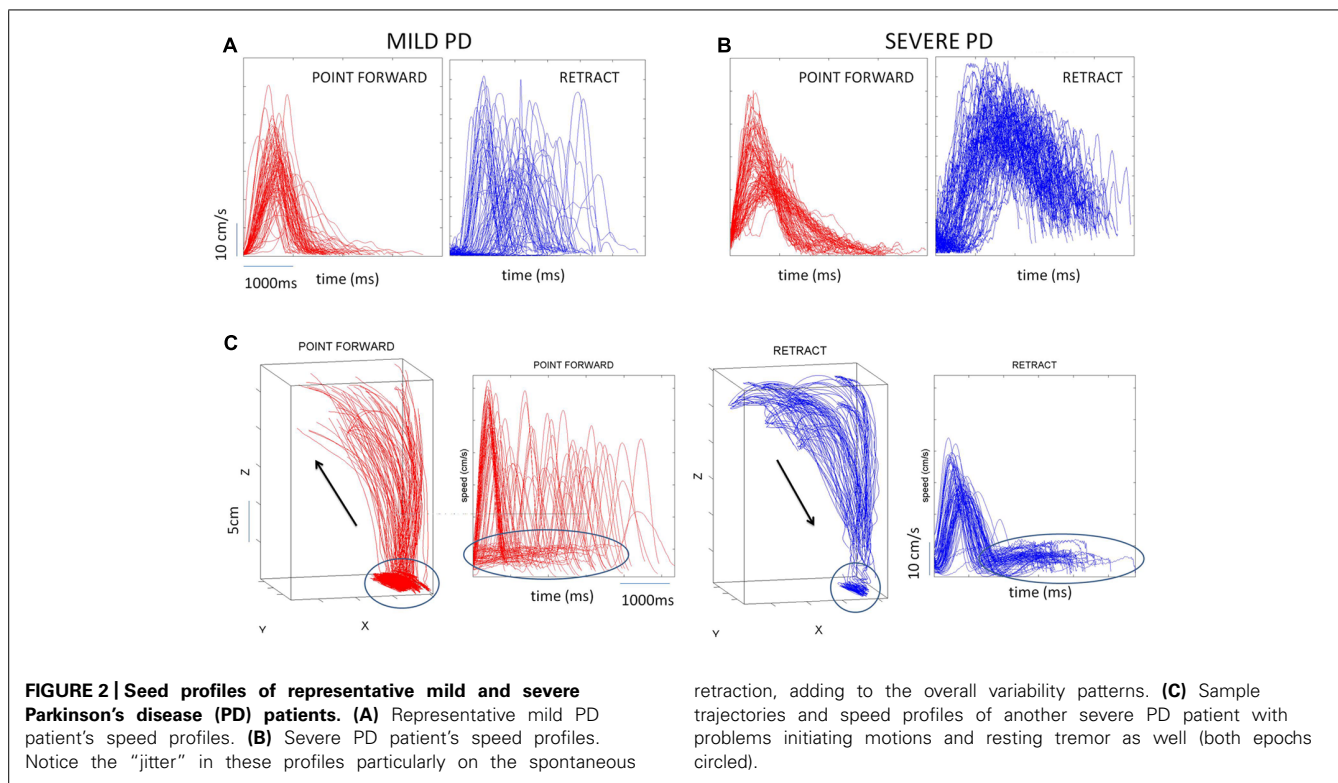 A
MILD PD
B
SEVERE PD
POINT FORWARD
RETRACT
POINT FORWARD
RETRACT
10 cm/s
1000ms
time (ms)
time (ms)
time (ms)
time (ms)
C
POINT FORWARD
POINT FORWARD
RETRACT
RETRACT
Z
5cm
Y
X
speed (cm/s)
time (ms)
1000ms
Z
Y
X
speed (cm/s)
10 cm/s
time (ms)
FIGURE 2 | Seed profiles of representative mild and severe
Parkinson's disease (PD) patients. (A) Representative mild PD
patient's speed profiles. (B) Severe PD patient's speed profiles.
Notice the "jitter" in these profiles particularly on the spontaneous
retraction, adding to the overall variability patterns. (C) Sample
trajectories and speed profiles of another severe PD patient with
problems initiating motions and resting tremor as well (both epochs
circled).